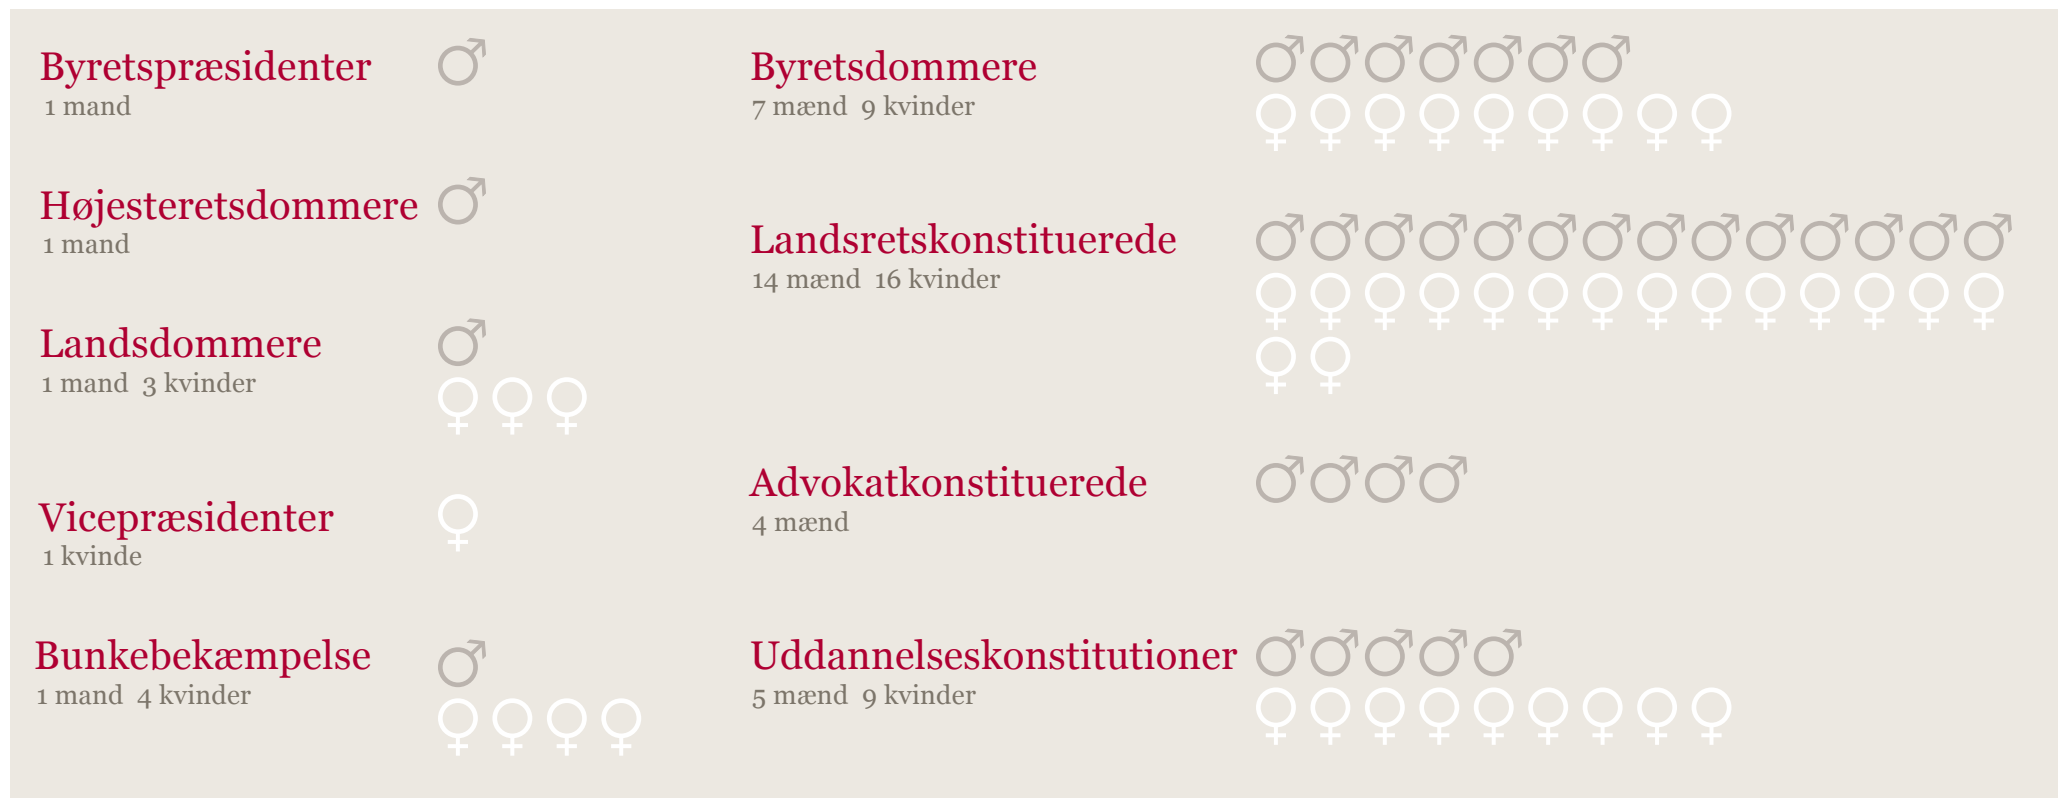 Byretspræsidenter
1 mand
Højesteretsdommere
1 mand
Landsdommere
1 mand 3 kvinder
Vicepræsidenter
1 kvinde
Bunkebekæmpelse
1 mand 4 kvinder
Byretsdommere
7 mænd 9 kvinder
Landsretskonstituerede
14 mænd 16 kvinder
Advokatkonstituerede
4 mænd
Uddannelseskonstitutioner
5 mænd 9 kvinder